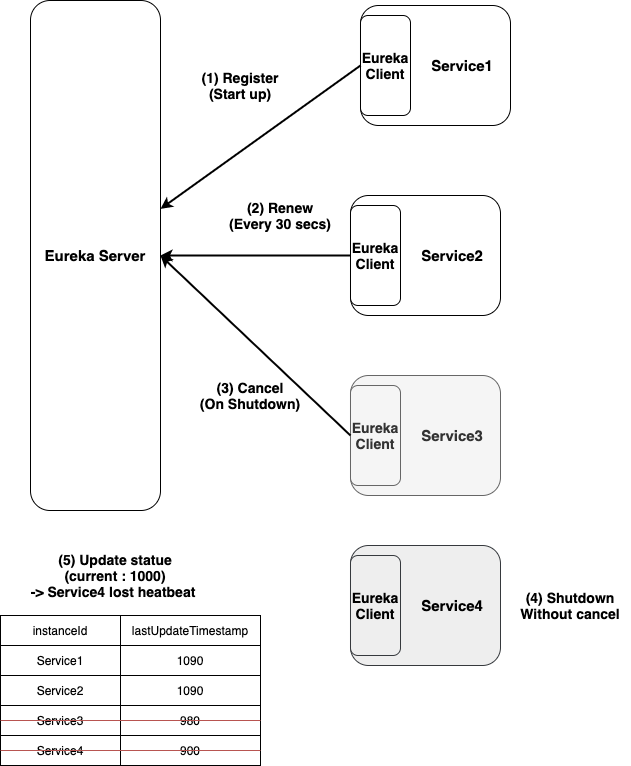 Eureka
Client
Service1
(1) Register
(Start up)
(2) Renew
(Every 30 secs)
Eureka Server
Eureka
Client
Service2
(3) Cancel
(On Shutdown)
Eureka
Client
Service3
(5) Update statue
(current : 1000)
-> Service4 lost heatbeat
Eureka
Client
Service4
(4) Shutdown
Without cancel
instanceId lastUpdateTimestamp
Service1 1090
Service2 1090
Service3 980
Service4 900